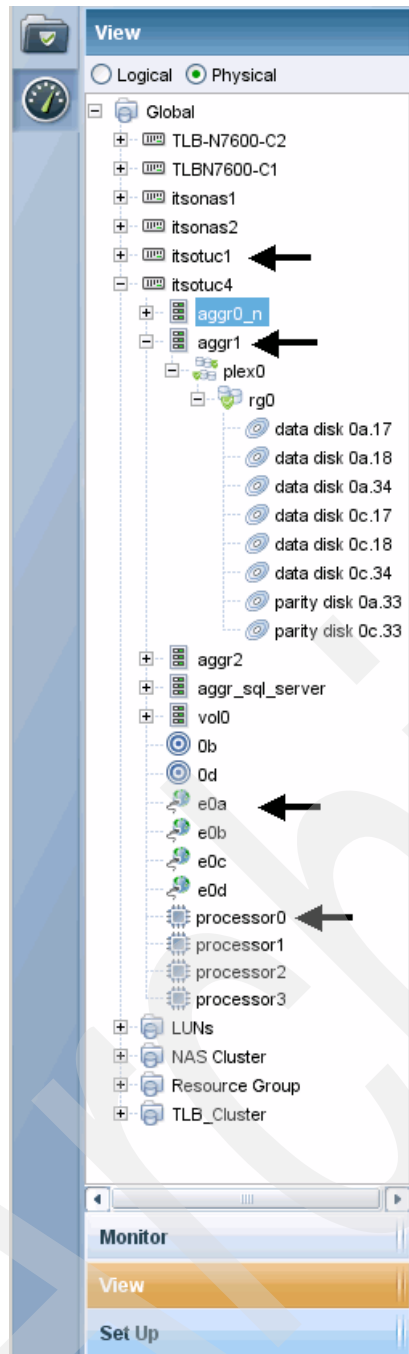 View
Logical Physical
Global
TLB-N7600-C2
TLBN7600-C1
itsonas1
itsonas2
itsotuc1
itsotuc4
aggr0_n
aggr1
plex0
rg0
data disk 0a.17
data disk 0a.18
data disk 0a.34
data disk 0c.17
data disk 0c.18
data disk 0c.34
parity disk 0a.33
parity disk 0c.33
aggr2
aggr_sql_server
vol0
0b
0d
e0a
e0b
e0c
e0d
processor0
processor1
processor2
processor3
LUNs
NAS Cluster
Resource Group
TLB_Cluster
Monitor
View
Set Up